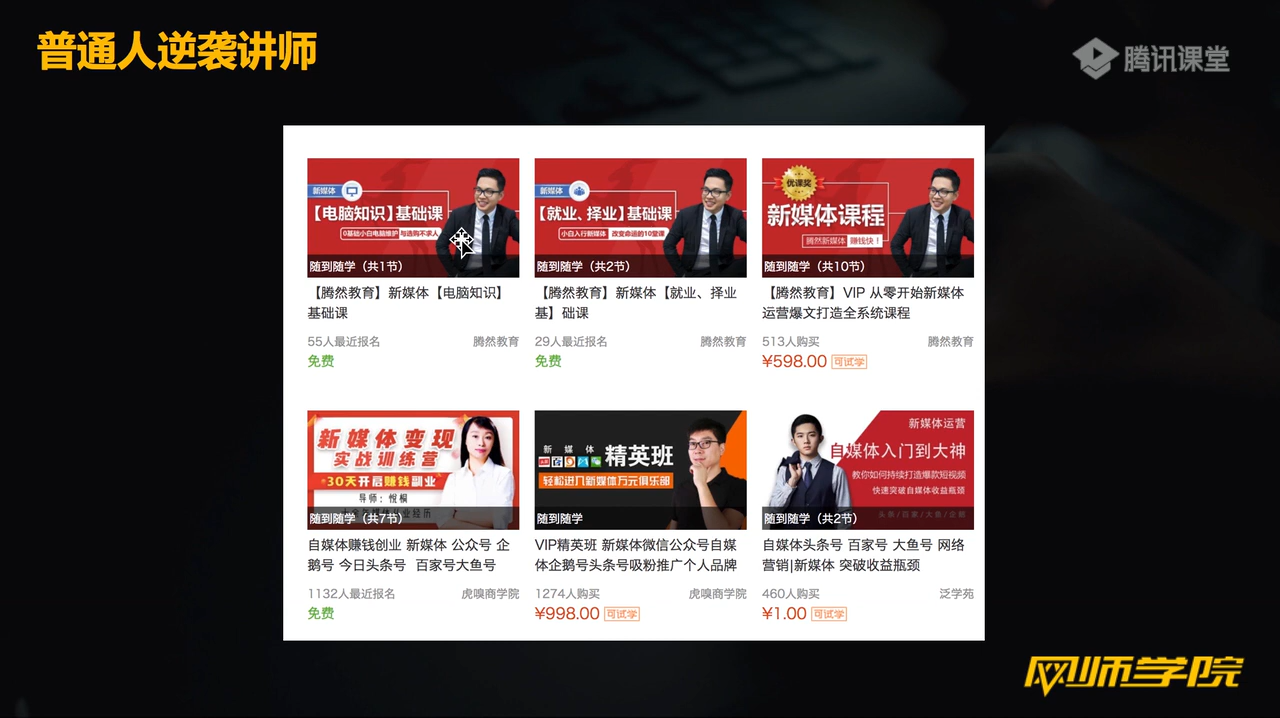 普通人逆袭讲师
腾讯课堂
新媒体
【电脑知识】基础课
0基础小白电脑维护 与选购不求人
随到随学（共1节）
【腾然教育】新媒体【电脑知识】
基础课
55人最近报名 腾然教育
免费
新媒体
【就业、择业】基础课
小白入行新媒体 改变命运的10堂课
随到随学（共2节）
【腾然教育】新媒体【就业、择业
基】础课
29人最近报名 腾然教育
免费
优课奖
新媒体课程
腾然新媒体 赚钱快！
随到随学（共10节）
【腾然教育】VIP 从零开始新媒体
运营爆文打造全系统课程
513人购买 腾然教育
¥598.00 可试学
新媒体变现
实战训练营
30天开启赚钱副业
导师：悦桐
随到随学（共7节）
自媒体赚钱创业 新媒体 公众号 企
鹅号 今日头条号 百家号大鱼号
1132人最近报名 虎嗅商学院
免费
新媒体
精英班
轻松进入新媒体万元俱乐部
随到随学
VIP精英班 新媒体微信公众号自媒
体企鹅号头条号吸粉推广个人品牌
1274人购买 虎嗅商学院
¥998.00 可试学
新媒体运营
自媒体入门到大神
教你如何持续打造爆款短视频
快速突破自媒体收益瓶颈
头条/百家/大鱼/企鹅
随到随学（共2节）
自媒体头条号 百家号 大鱼号 网络
营销|新媒体 突破收益瓶颈
460人购买 泛学苑
¥1.00 可试学
网师学院